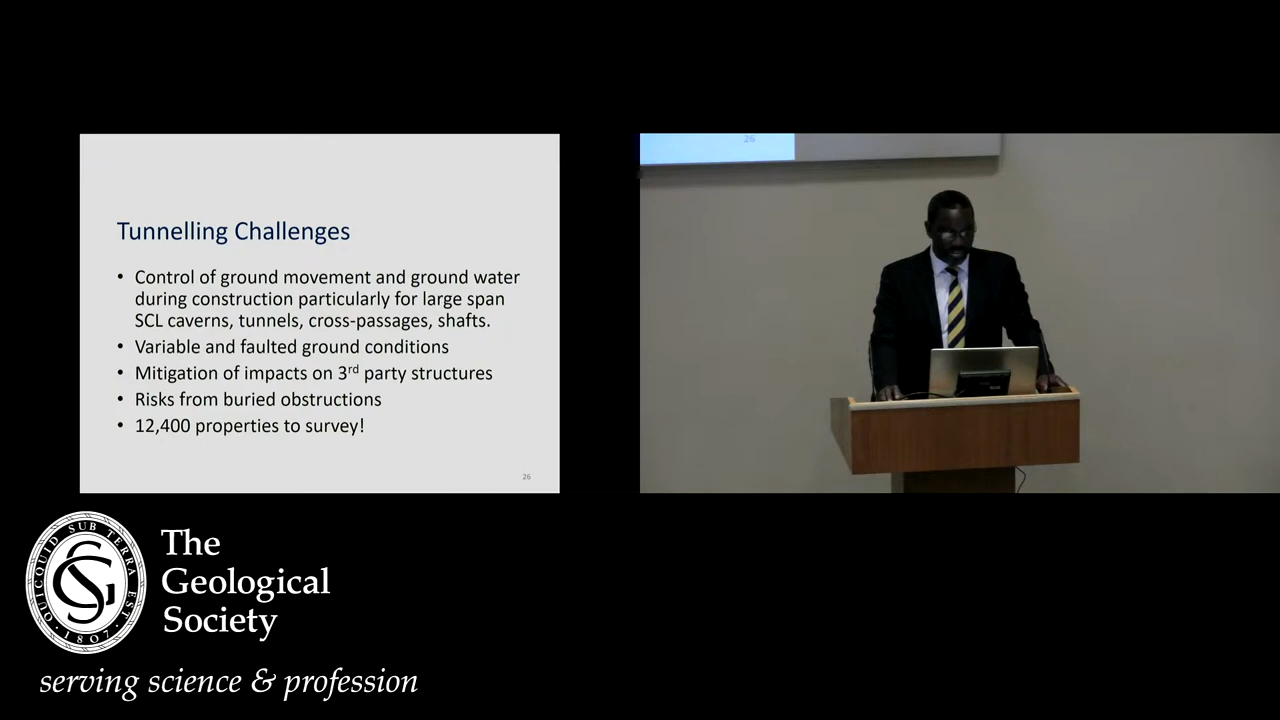 26
Tunnelling Challenges
• Control of ground movement and ground water
during construction particularly for large span
SCL caverns, tunnels, cross-passages, shafts.
• Variable and faulted ground conditions
• Mitigation of impacts on 3rd party structures
• Risks from buried obstructions
• 12,400 properties to survey!
26
QUICQUID SUB TERRA EST
· 1807 ·
GS
The
Geological
Society
serving science & profession